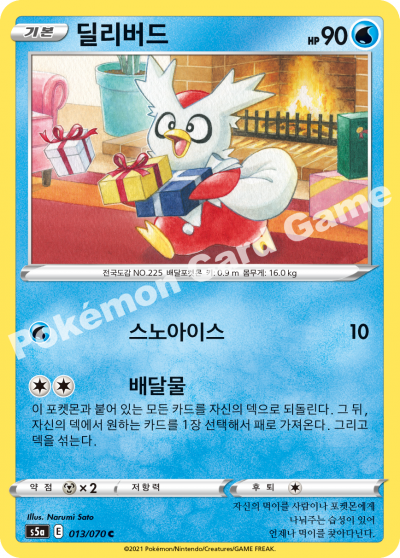 기본 딜리버드 HP 90
전국도감 NO.225 배달포켓몬 키: 0.9 m 몸무게: 16.0 kg
Pokémon Card Game
스노아이스 10
배달물
이 포켓몬과 붙어 있는 모든 카드를 자신의 덱으로 되돌린다. 그 뒤,
자신의 덱에서 원하는 카드를 1장 선택해서 패로 가져온다. 그리고
덱을 섞는다.
약점 ×2 저항력 후퇴
Illus. Narumi Sato
자신의 먹이를 사람이나 포켓몬에게
나눠주는 습성이 있어
언제나 먹이를 찾아다닌다.
s5a E 013/070 C
©2021 Pokémon/Nintendo/Creatures/GAME FREAK.